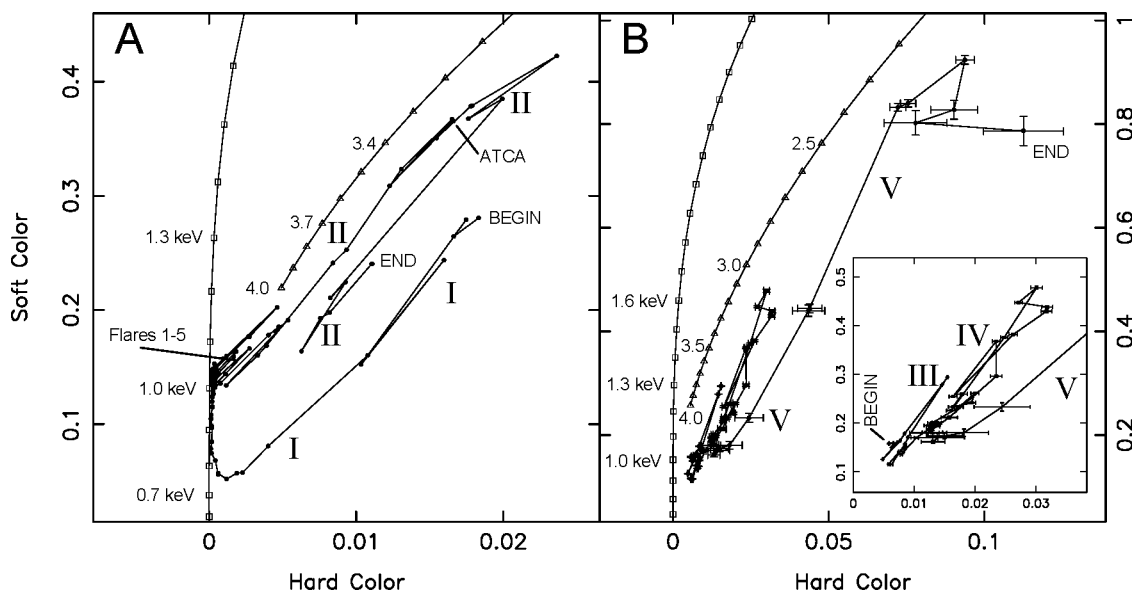 A
0.4
0.3
0.2
0.1
Soft Color
II
3.4
ATCA
BEGIN
3.7
II
1.3 keV
END
I
4.0
Flares 1-5
II
1.0 keV
I
0.7 keV
0
0.01
0.02
Hard Color
B
1
0.8
0.6
0.4
0.2
2.5
END
V
3.0
1.6 keV
3.5
1.3 keV
4.0
V
1.0 keV
0.5
0.4
0.3
0.2
0.1
IV
III
BEGIN
V
0
0.01
0.02
0.03
0
0.05
0.1
Hard Color